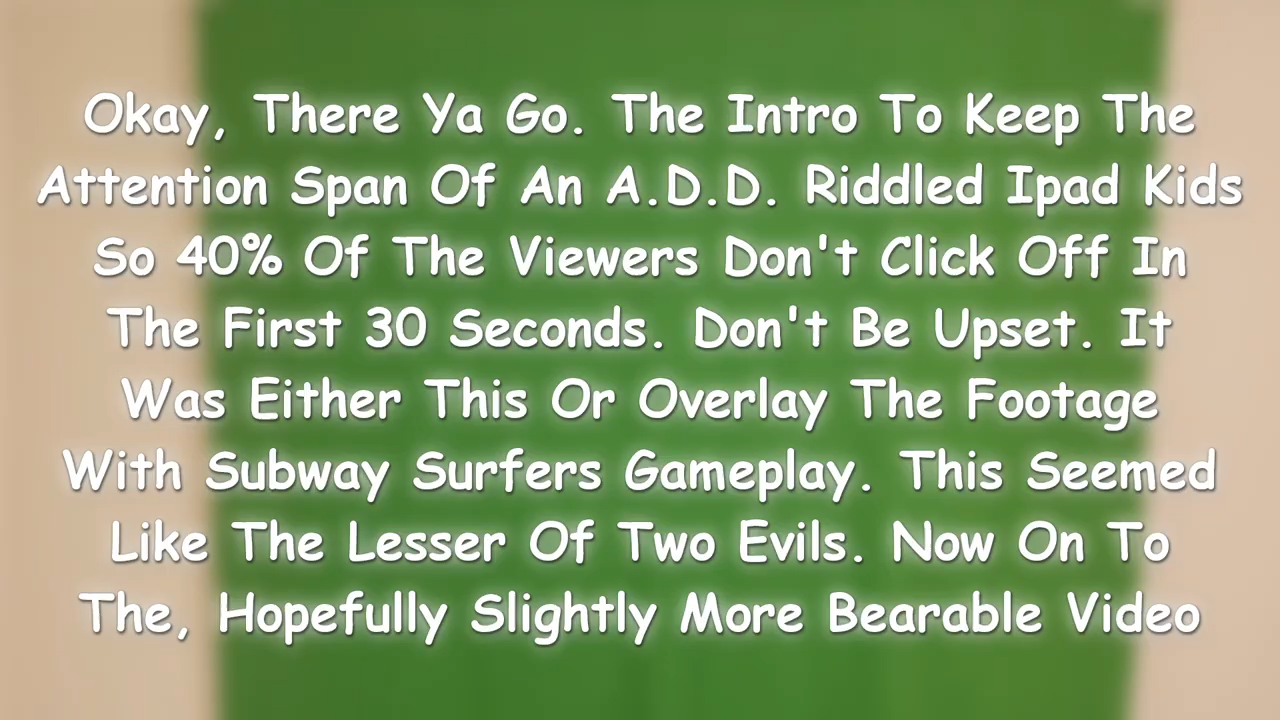 Okay, There Ya Go. The Intro To Keep The
Attention Span Of An A.D.D. Riddled Ipad Kids
So 40% Of The Viewers Don't Click Off In
The First 30 Seconds. Don't Be Upset. It
Was Either This Or Overlay The Footage
With Subway Surfers Gameplay. This Seemed
Like The Lesser Of Two Evils. Now On To
The, Hopefully Slightly More Bearable Video